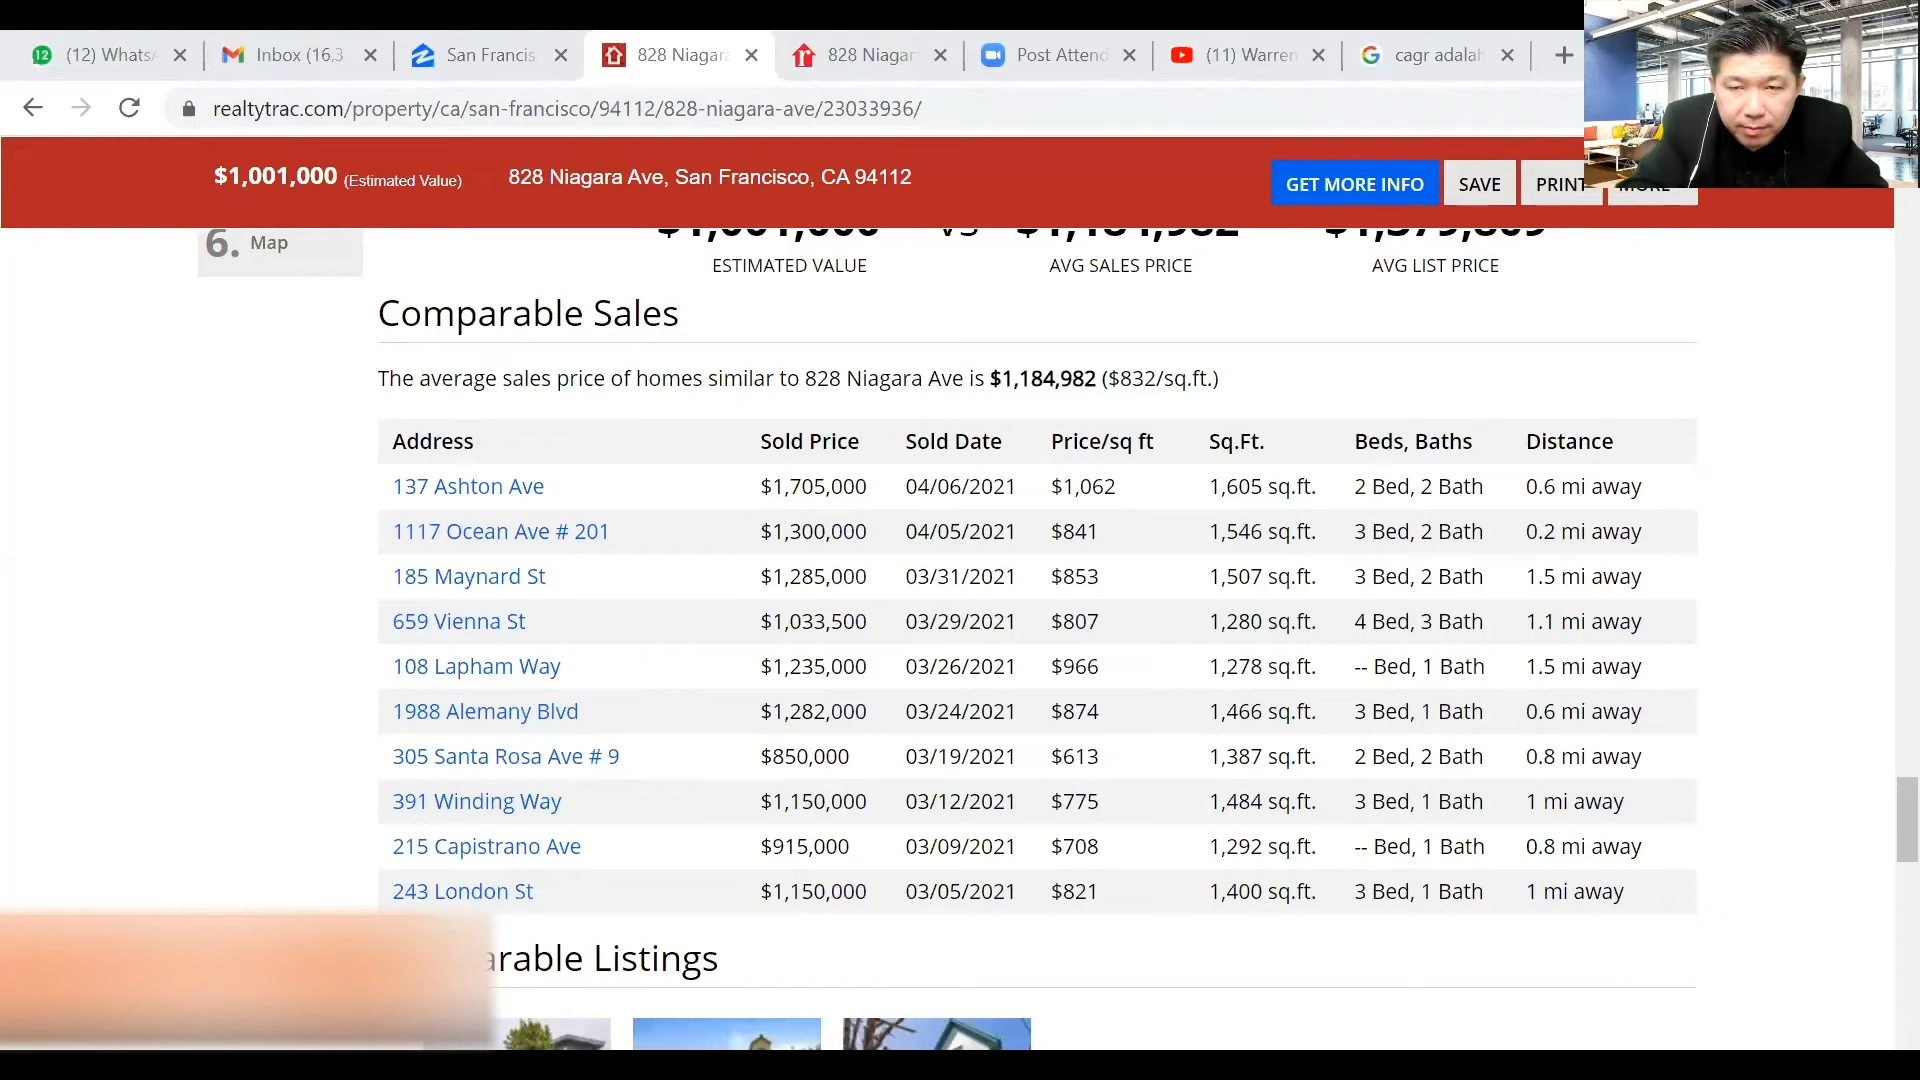 (12) WhatsA
Inbox (16,3
San Francis
828 Niagara
828 Niagar
Post Attend
(11) Warren
cagr adalah
realtytrac.com/property/ca/san-francisco/94112/828-niagara-ave/23033936/
$1,001,000 (Estimated Value) 828 Niagara Ave, San Francisco, CA 94112
GET MORE INFO SAVE PRINT MORE
6. Map
$1,001,000 VS $1,184,982
ESTIMATED VALUE AVG SALES PRICE AVG LIST PRICE
Comparable Sales
The average sales price of homes similar to 828 Niagara Ave is $1,184,982 ($832/sq.ft.)
Address Sold Price Sold Date Price/sq ft Sq.Ft. Beds, Baths Distance
137 Ashton Ave $1,705,000 04/06/2021 $1,062 1,605 sq.ft. 2 Bed, 2 Bath 0.6 mi away
1117 Ocean Ave # 201 $1,300,000 04/05/2021 $841 1,546 sq.ft. 3 Bed, 2 Bath 0.2 mi away
185 Maynard St $1,285,000 03/31/2021 $853 1,507 sq.ft. 3 Bed, 2 Bath 1.5 mi away
659 Vienna St $1,033,500 03/29/2021 $807 1,280 sq.ft. 4 Bed, 3 Bath 1.1 mi away
108 Lapham Way $1,235,000 03/26/2021 $966 1,278 sq.ft. -- Bed, 1 Bath 1.5 mi away
1988 Alemany Blvd $1,282,000 03/24/2021 $874 1,466 sq.ft. 3 Bed, 1 Bath 0.6 mi away
305 Santa Rosa Ave # 9 $850,000 03/19/2021 $613 1,387 sq.ft. 2 Bed, 2 Bath 0.8 mi away
391 Winding Way $1,150,000 03/12/2021 $775 1,484 sq.ft. 3 Bed, 1 Bath 1 mi away
215 Capistrano Ave $915,000 03/09/2021 $708 1,292 sq.ft. -- Bed, 1 Bath 0.8 mi away
243 London St $1,150,000 03/05/2021 $821 1,400 sq.ft. 3 Bed, 1 Bath 1 mi away
arable Listings